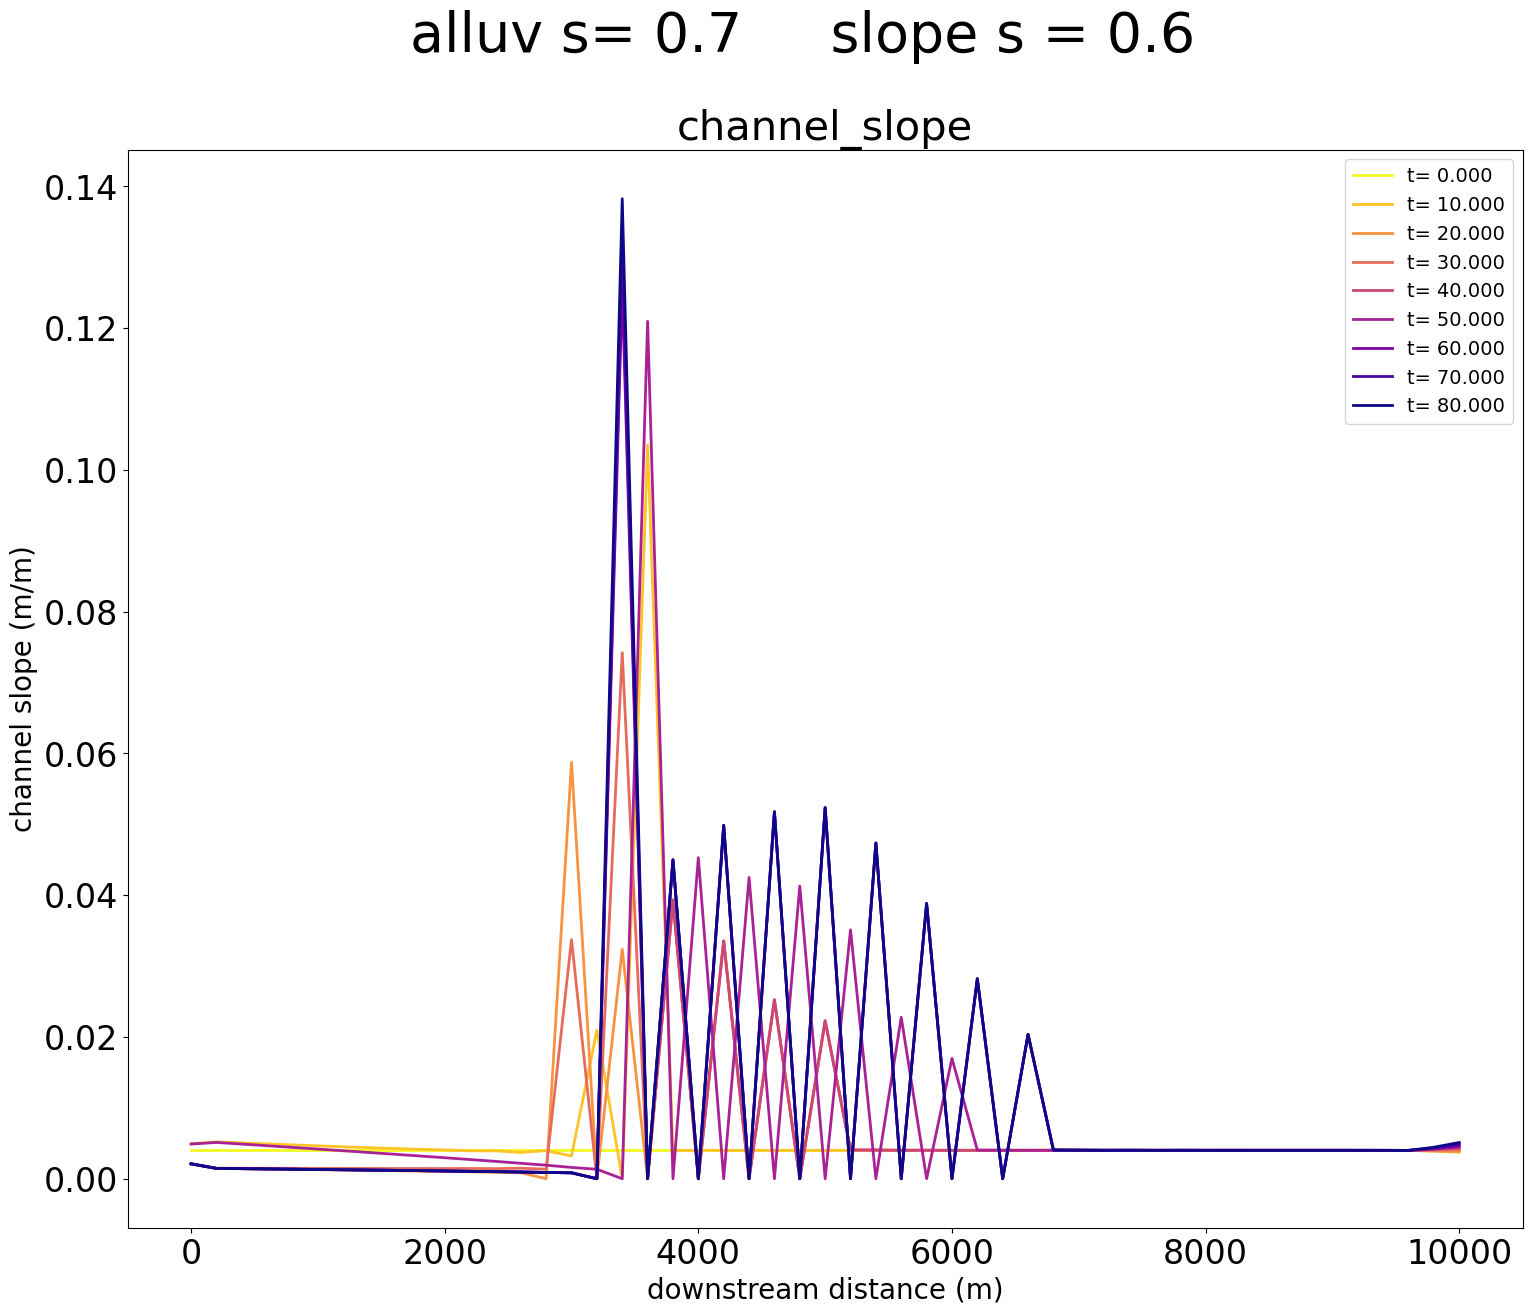 alluv s= 0.7     slope s = 0.6
channel_slope
0.14
0.12
0.10
0.08
0.06
0.04
0.02
0.00
channel slope (m/m)
t= 0.000
t= 10.000
t= 20.000
t= 30.000
t= 40.000
t= 50.000
t= 60.000
t= 70.000
t= 80.000
0 2000 4000 6000 8000 10000
downstream distance (m)